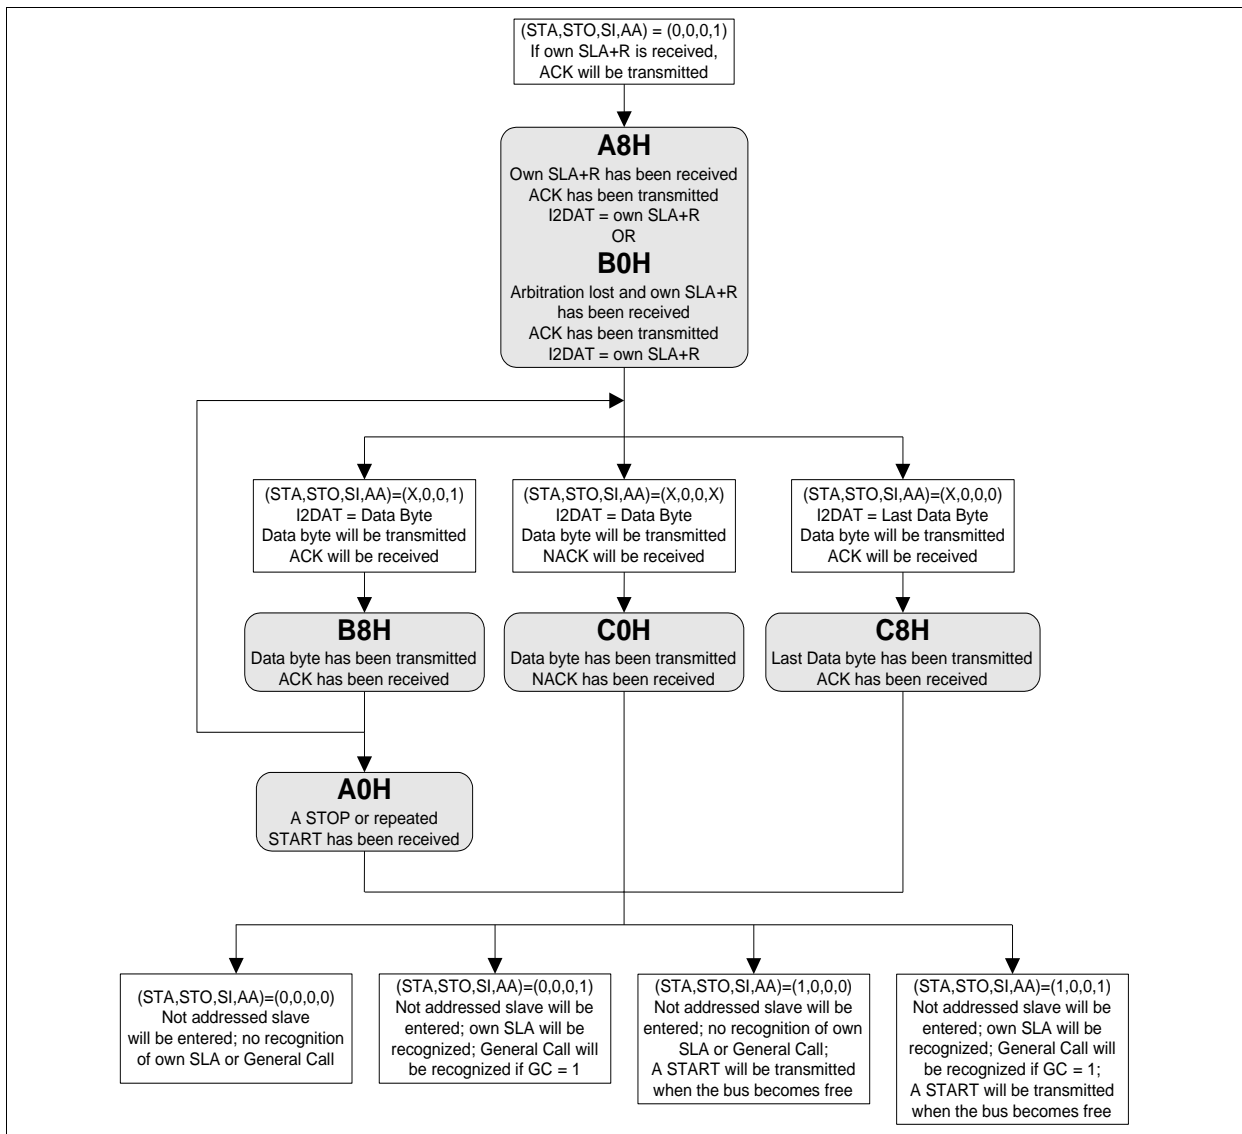 (STA,STO,SI,AA) = (0,0,0,1)
If own SLA+R is received,
ACK will be transmitted
A8H
Own SLA+R has been received
ACK has been transmitted
I2DAT = own SLA+R
OR
B0H
Arbitration lost and own SLA+R
has been received
ACK has been transmitted
I2DAT = own SLA+R
(STA,STO,SI,AA)=(X,0,0,1)
I2DAT = Data Byte
Data byte will be transmitted
ACK will be received
(STA,STO,SI,AA)=(X,0,0,X)
I2DAT = Data Byte
Data byte will be transmitted
NACK will be received
(STA,STO,SI,AA)=(X,0,0,0)
I2DAT = Last Data Byte
Data byte will be transmitted
ACK will be received
B8H
Data byte has been transmitted
ACK has been received
C0H
Data byte has been transmitted
NACK has been received
C8H
Last Data byte has been transmitted
ACK has been received
A0H
A STOP or repeated
START has been received
(STA,STO,SI,AA)=(0,0,0,0)
Not addressed slave
will be entered; no recognition
of own SLA or General Call
(STA,STO,SI,AA)=(0,0,0,1)
Not addressed slave will be
entered; own SLA will be
recognized; General Call will
be recognized if GC = 1
(STA,STO,SI,AA)=(1,0,0,0)
Not addressed slave will be
entered; no recognition of own
SLA or General Call;
A START will be transmitted
when the bus becomes free
(STA,STO,SI,AA)=(1,0,0,1)
Not addressed slave will be
entered; own SLA will be
recognized; General Call will
be recognized if GC = 1;
A START will be transmitted
when the bus becomes free